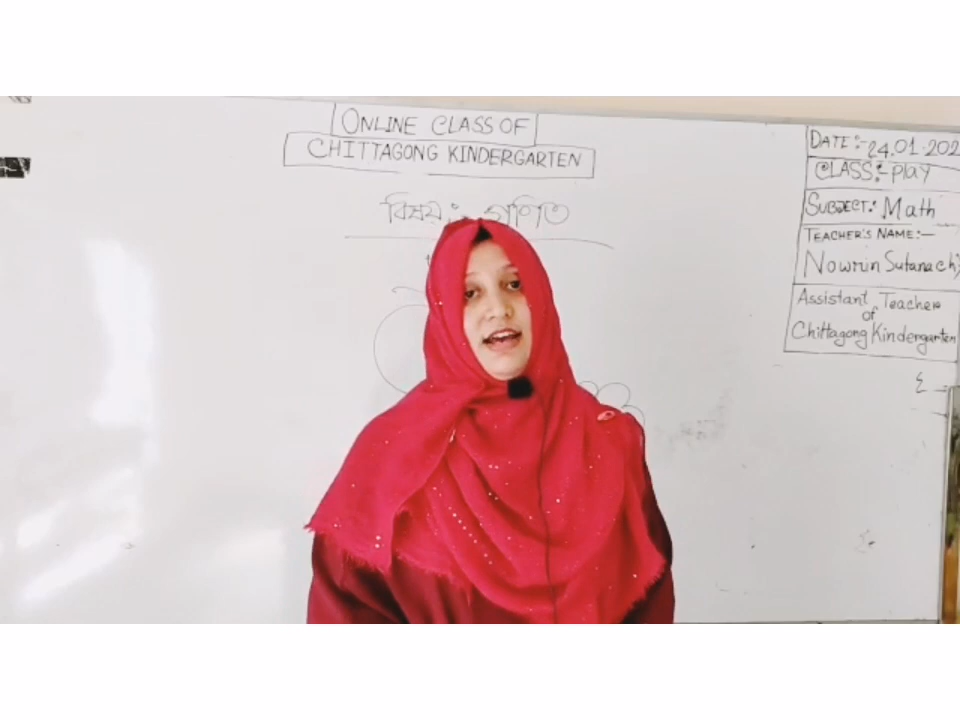 ONLINE CLASS OF
CHITTAGONG KINDERGARTEN
বিষয়ঃ- গণিত
DATE:-24.01.202
CLASS:-play
SUBJECT: Math
TEACHER'S NAME:-
Nowrin
Assistant Teacher
of
Chittagong Kindergarten